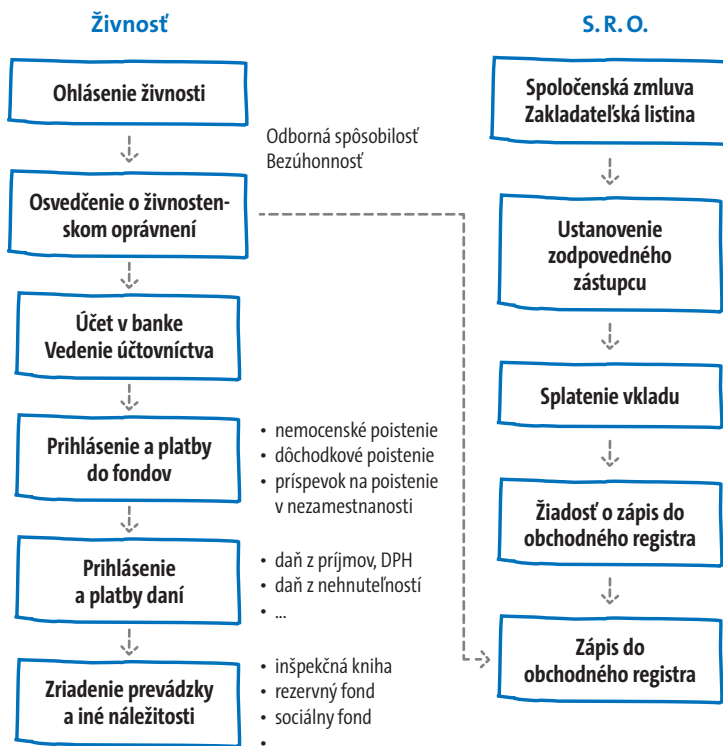 Živnosť
Ohlásenie živnosti
Odborná spôsobilosť
Bezúhonnosť
Osvedčenie o živnosten-
skom oprávnení
Účet v banke
Vedenie účtovníctva
Prihlásenie a platby
do fondov
• nemocenské poistenie
• dôchodkové poistenie
• príspevok na poistenie
v nezamestnanosti
Prihlásenie
a platby daní
• daň z príjmov, DPH
• daň z nehnuteľností
• ...
Zriadenie prevádzky
a iné náležitosti
• inšpekčná kniha
• rezervný fond
• sociálny fond
•
S. R. O.
Spoločenská zmluva
Zakladateľská listina
Ustanovenie
zodpovedného
zástupcu
Splatenie vkladu
Žiadosť o zápis do
obchodného registra
Zápis do
obchodného registra